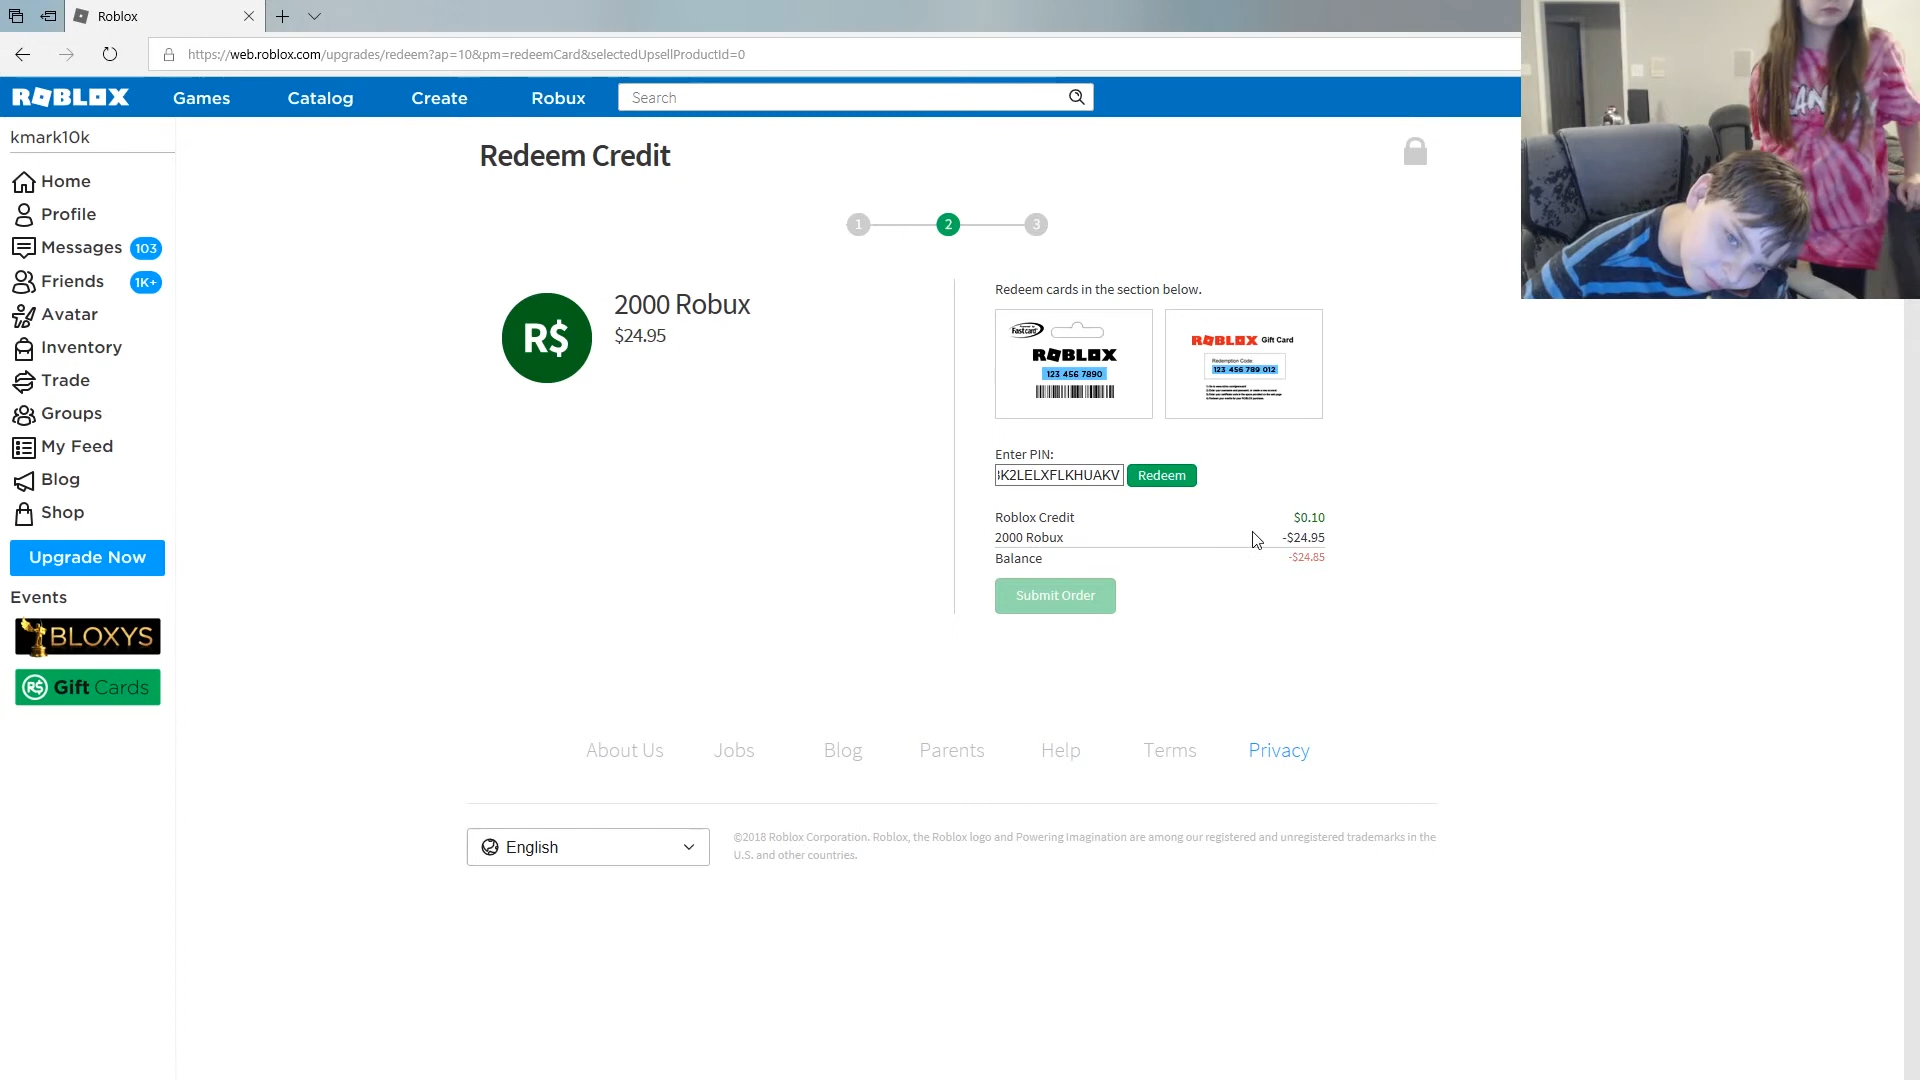 Roblox
https://web.roblox.com/upgrades/redeem?ap=10&pm=redeemCard&selectedUpsellProductId=0
ROBLOX Games Catalog Create Robux Search
kmark10k
Home
Profile
Messages 103
Friends 1K+
Avatar
Inventory
Trade
Groups
My Feed
Blog
Shop
Upgrade Now
Events
BLOXYS
R$ Gift Cards
Redeem Credit
1 2 3
R$
2000 Robux
$24.95
Redeem cards in the section below.
Fastcard
ROBLOX
123 456 7890
ROBLOX Gift Card
Redemption Code:
123 456 789 012
Enter PIN:
K2LELXFLKHUAKV Redeem
Roblox Credit $0.10
2000 Robux -$24.95
Balance -$24.85
Submit Order
About Us Jobs Blog Parents Help Terms Privacy
English
©2018 Roblox Corporation. Roblox, the Roblox logo and Powering Imagination are among our registered and unregistered trademarks in the
U.S. and other countries.